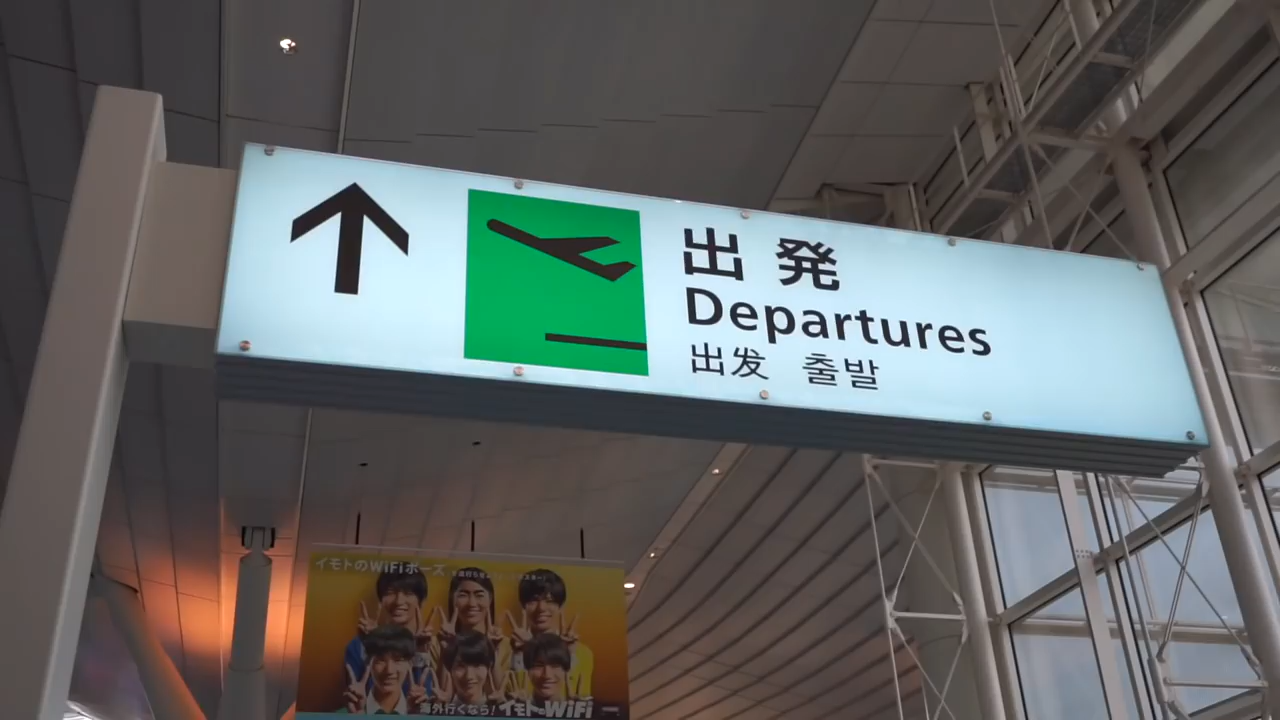 出発
Departures
出发 출발
イモトのWiFiポーズ
海外行くなら!イモトのWiFi